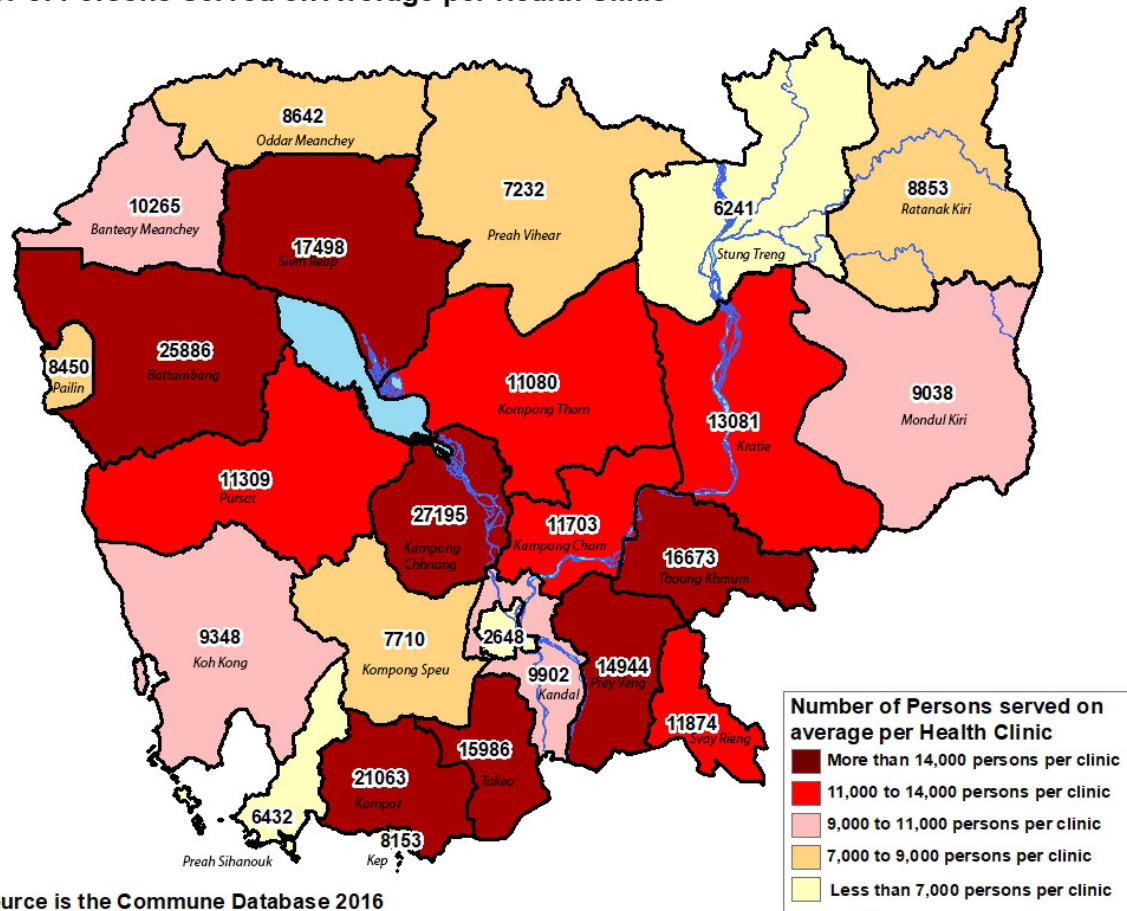 8642
Oddar Meanchey
7232
Preah Vihear
6241
Stung Treng
8853
Ratanak Kiri
10265
Banteay Meanchey
17498
Siem Reap
25886
Battambang
8450
Pailin
11080
Kompong Thom
13081
Kratie
9038
Mondul Kiri
11309
Pursat
27195
Kampong
Chhnang
11703
Kampong Cham
16673
Tboung Khmum
9348
Koh Kong
7710
Kompong Speu
2648
9902
Kandal
14944
Prey Veng
11874
Svay Rieng
15986
Takeo
21063
Kampot
6432
Preah Sihanouk
8153
Kep
Number of Persons served on
average per Health Clinic
More than 14,000 persons per clinic
11,000 to 14,000 persons per clinic
9,000 to 11,000 persons per clinic
7,000 to 9,000 persons per clinic
Less than 7,000 persons per clinic
urce is the Commune Database 2016